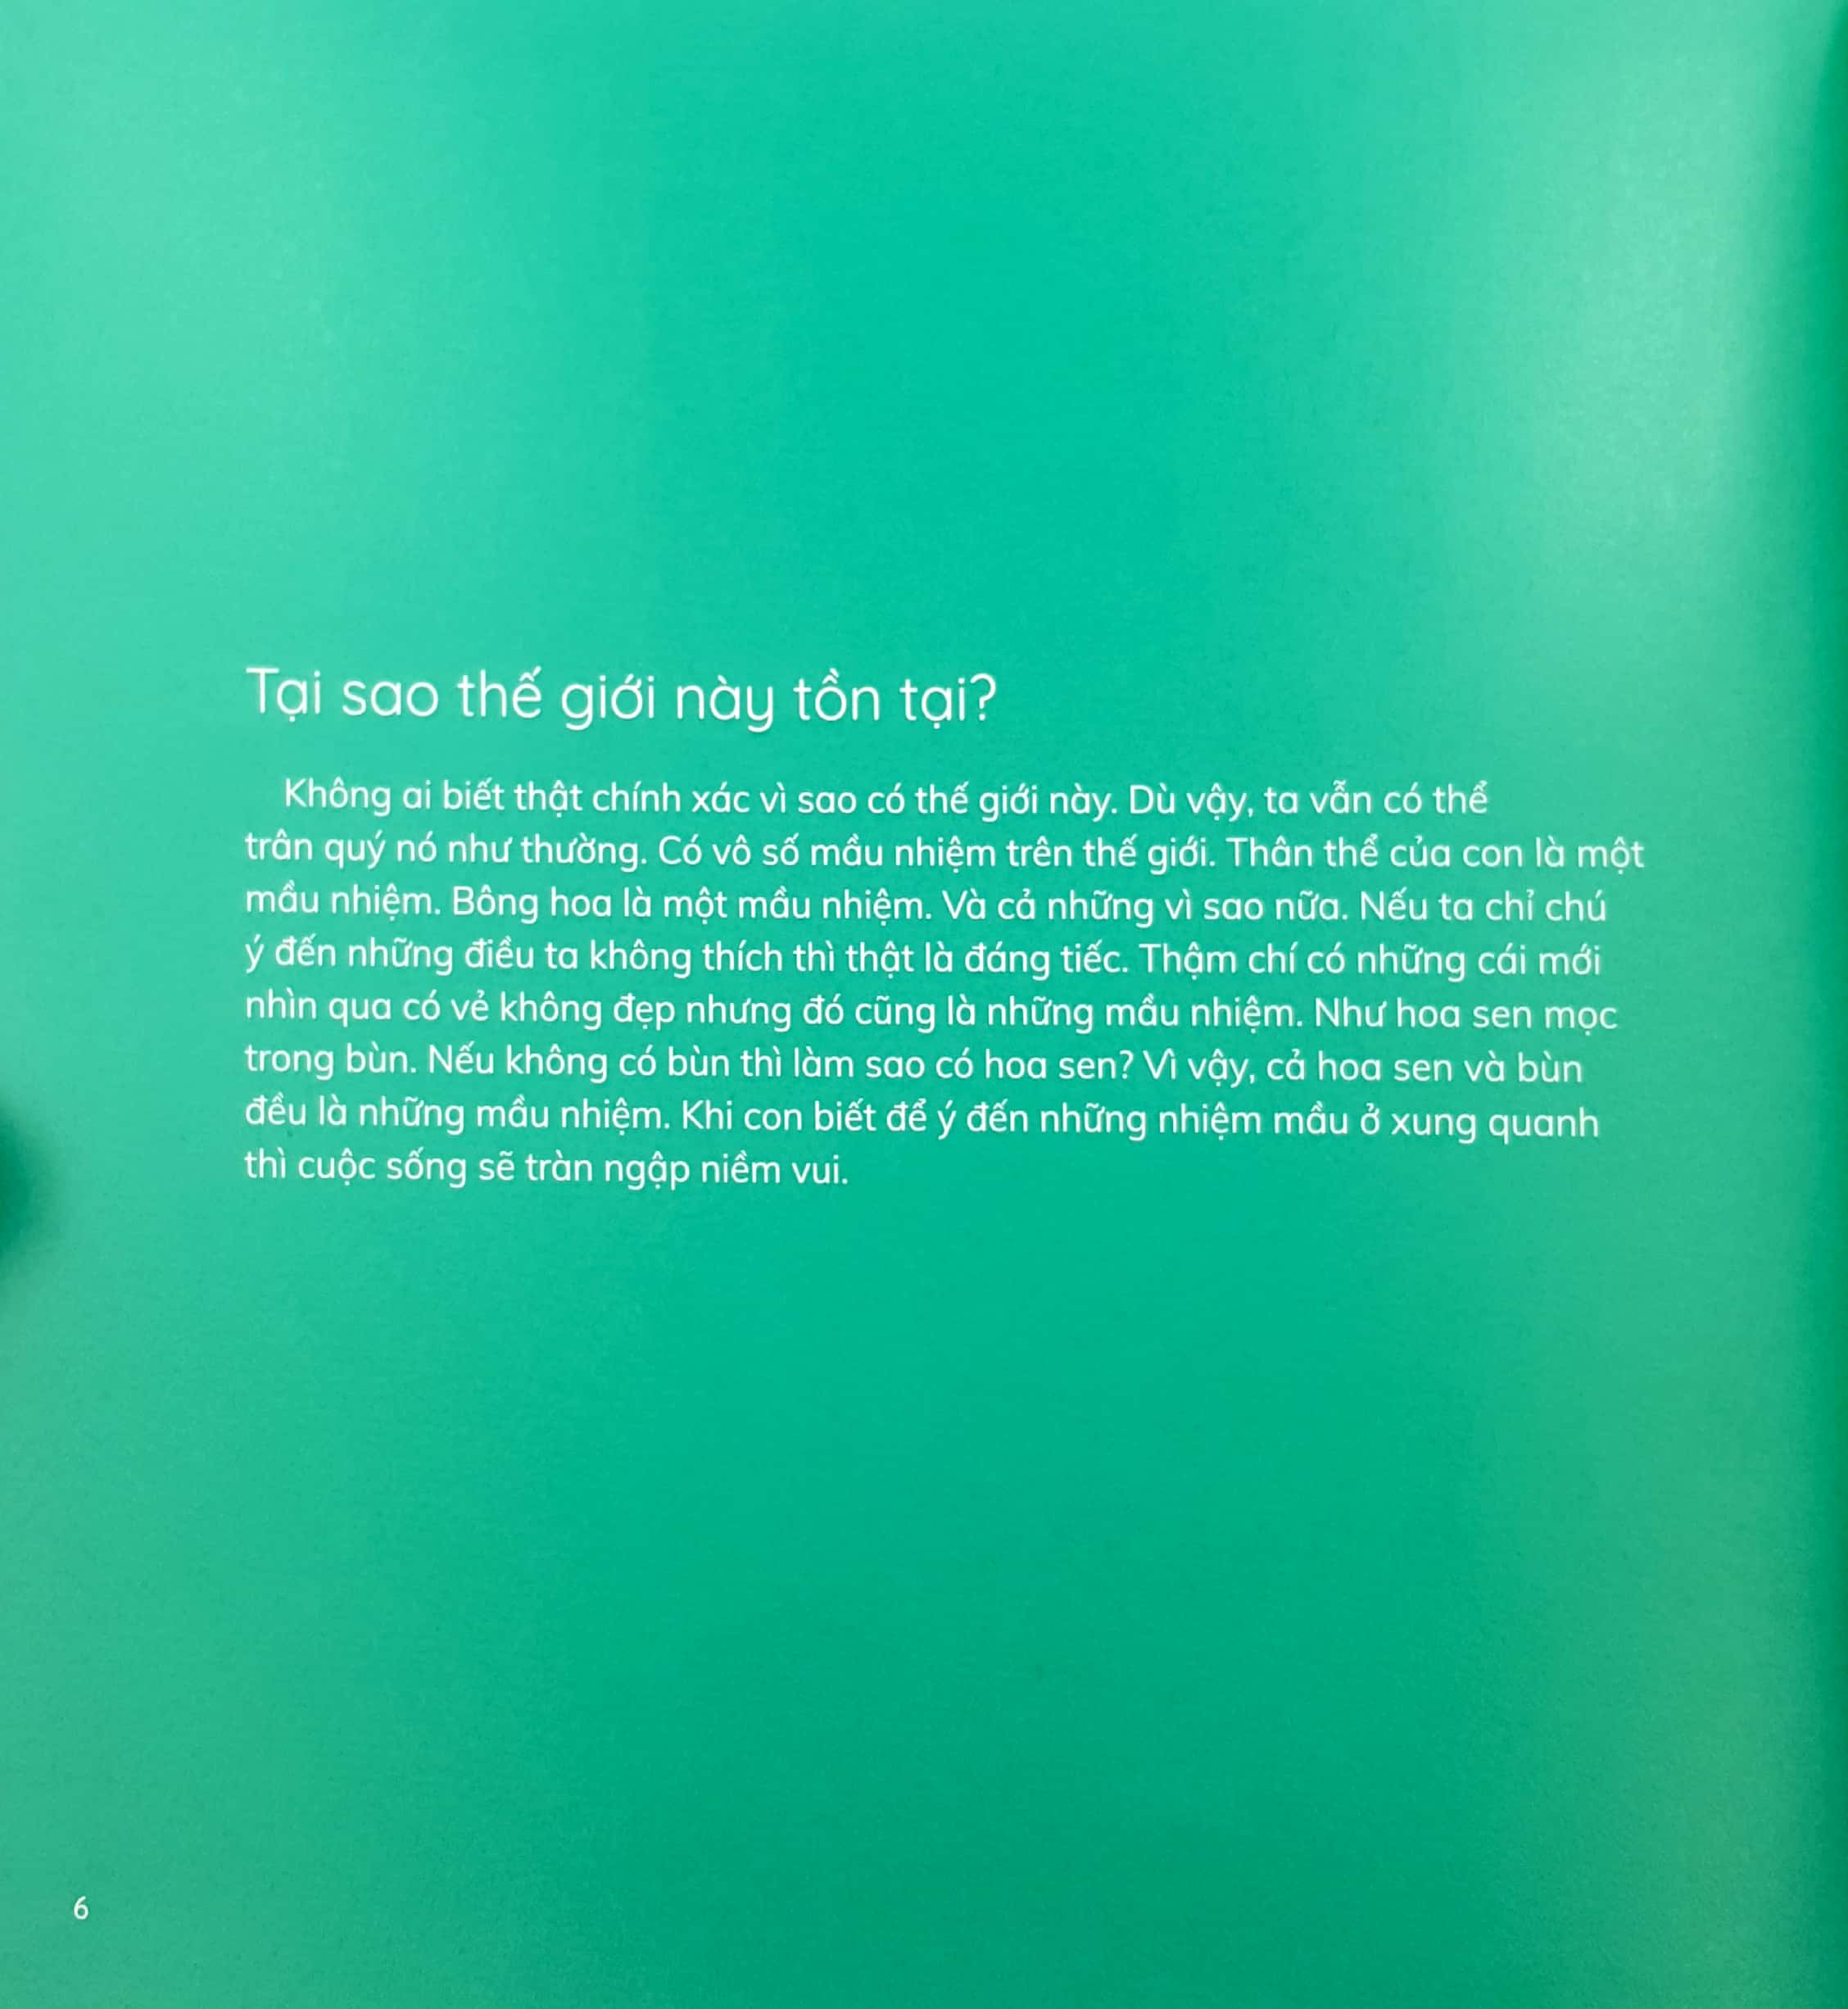 Tại sao thế giới này tồn tại?
Không ai biết thật chính xác vì sao có thế giới này. Dù vậy, ta vẫn có thể
trân quý nó như thường. Có vô số mầu nhiệm trên thế giới. Thân thể của con là một
mầu nhiệm. Bông hoa là một mầu nhiệm. Và cả những vì sao nữa. Nếu ta chỉ chú
ý đến những điều ta không thích thì thật là đáng tiếc. Thậm chí có những cái mới
nhìn qua có vẻ không đẹp nhưng đó cũng là những mầu nhiệm. Như hoa sen mọc
trong bùn. Nếu không có bùn thì làm sao có hoa sen? Vì vậy, cả hoa sen và bùn
đều là những mầu nhiệm. Khi con biết để ý đến những nhiệm mầu ở xung quanh
thì cuộc sống sẽ tràn ngập niềm vui.
6